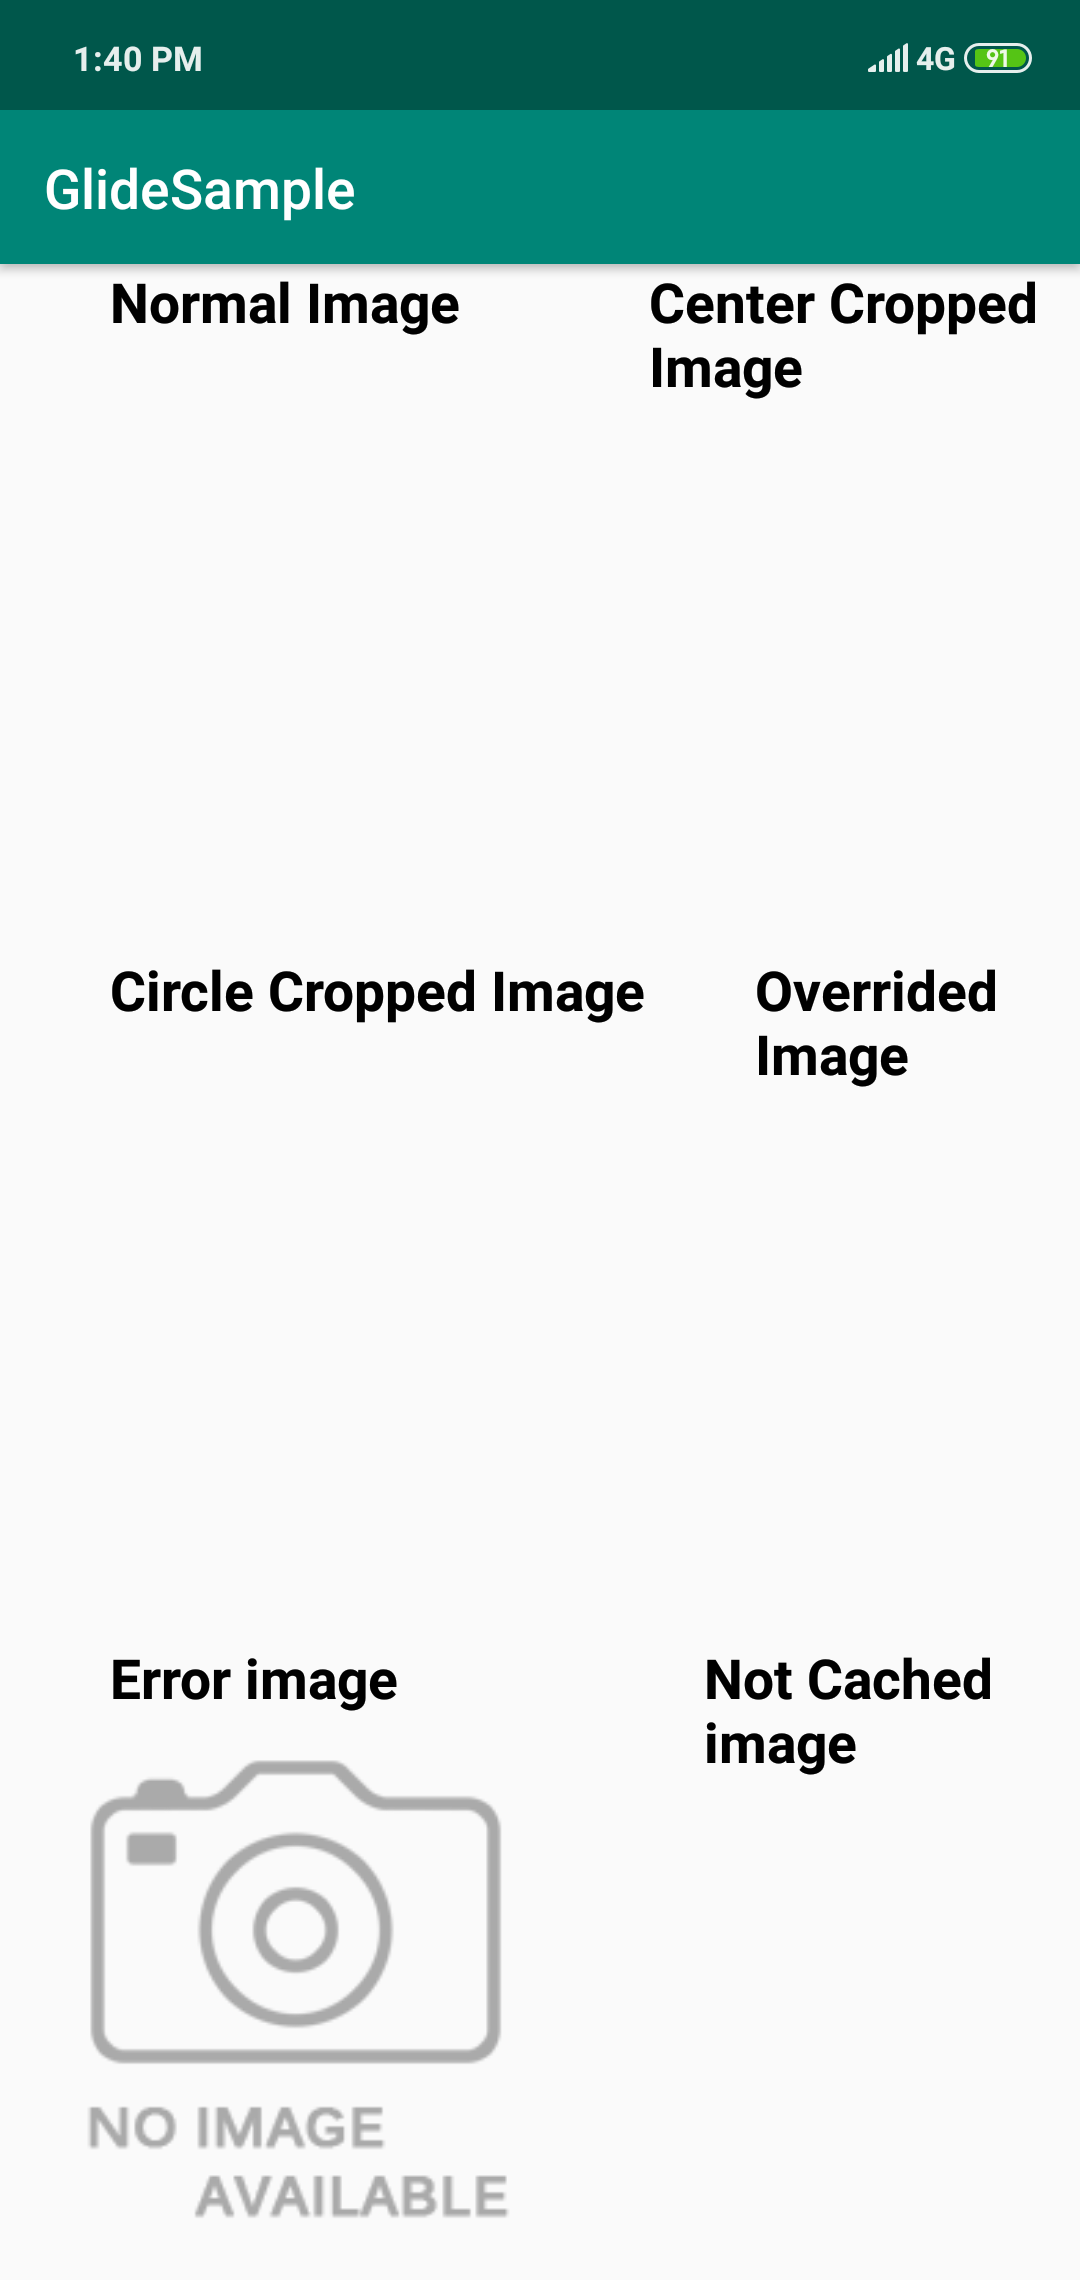 1:40 PM 4G 91
GlideSample
Normal Image
Center Cropped
Image
Circle Cropped Image
Overrided
Image
Error image
Not Cached
image
NO IMAGE
AVAILABLE